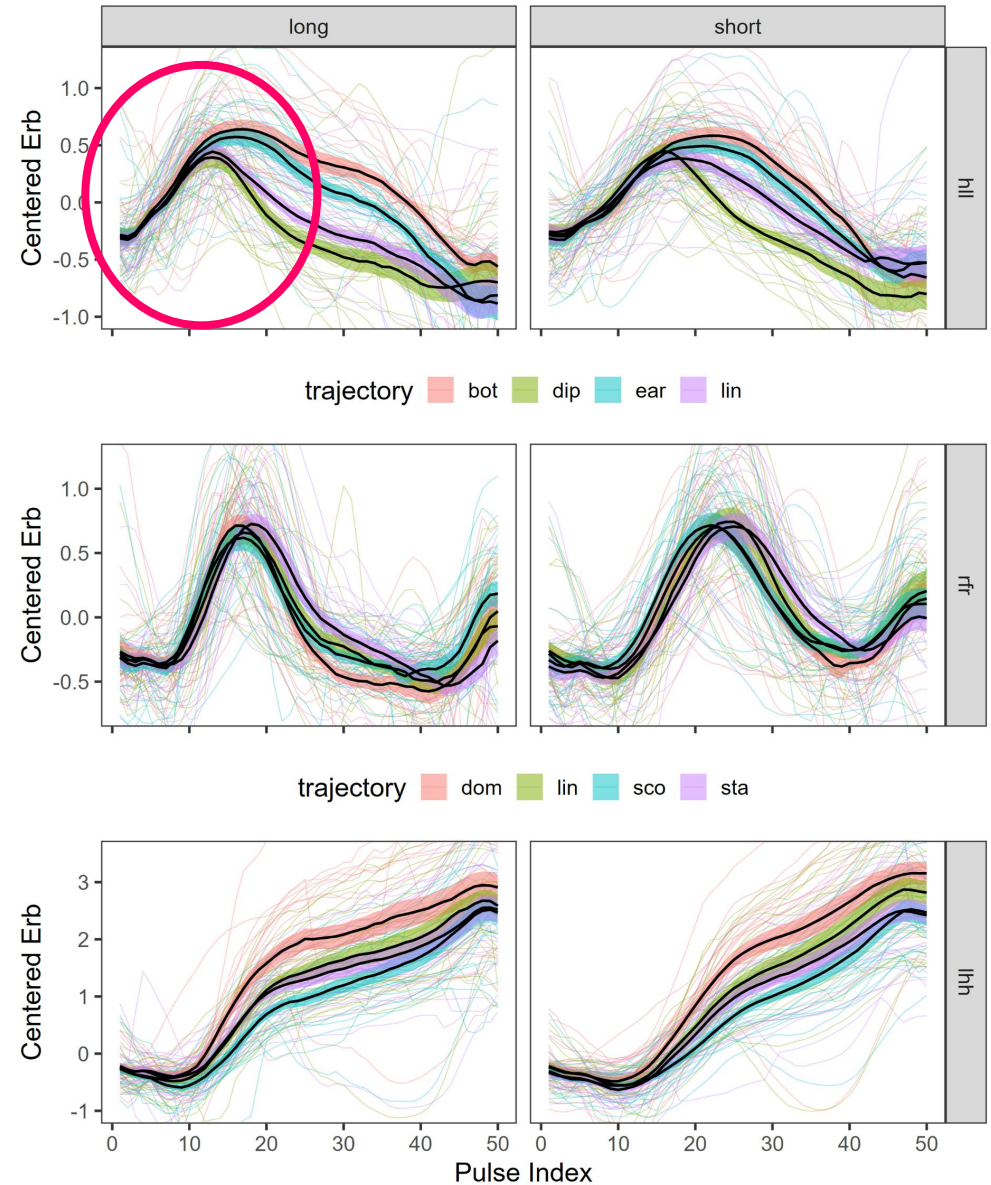 long short
1.0
0.5
0.0
-0.5
-1.0
Centered Erb
hll
trajectory bot dip ear lin
1.0
0.5
0.0
-0.5
Centered Erb
rfr
trajectory dom lin sco sta
3
2
1
0
-1
Centered Erb
lhh
0 10 20 30 40 50 0 10 20 30 40 50
Pulse Index